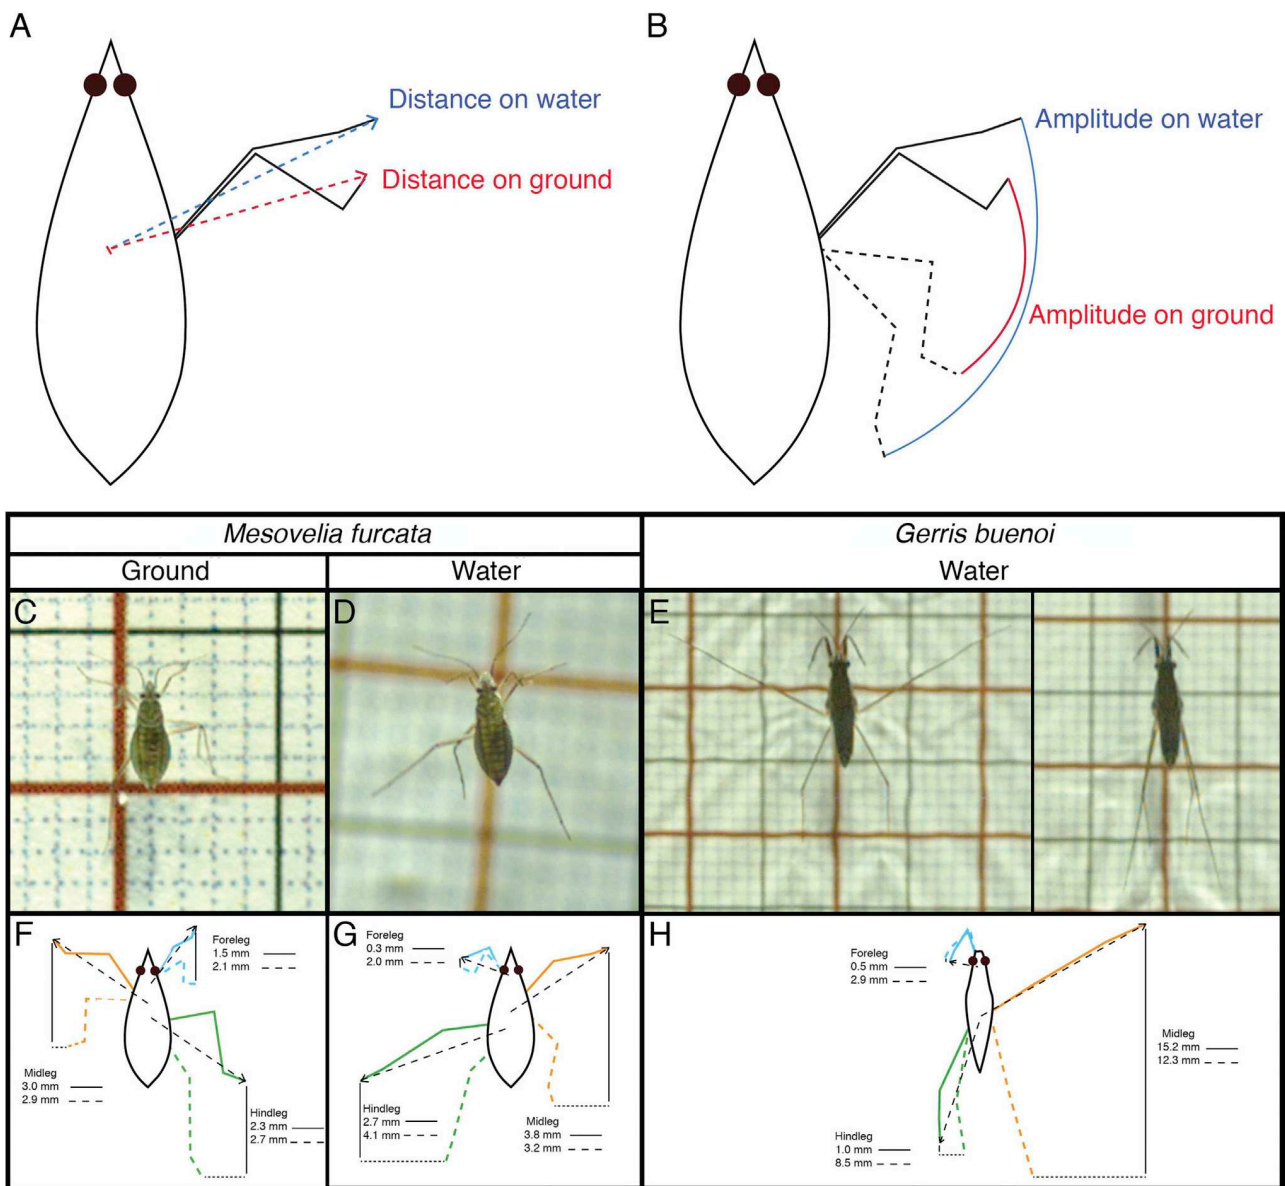 A
B
Distance on water
Distance on ground
Amplitude on water
Amplitude on ground
Mesovelia furcata
Gerris buenoi
Ground
Water
Water
C
D
E
F
Foreleg
1.5 mm
2.1 mm
Midleg
3.0 mm
2.9 mm
Hindleg
2.3 mm
2.7 mm
G
Foreleg
0.3 mm
2.0 mm
Hindleg
2.7 mm
4.1 mm
Midleg
3.8 mm
3.2 mm
H
Foreleg
0.5 mm
2.9 mm
Midleg
15.2 mm
12.3 mm
Hindleg
1.0 mm
8.5 mm